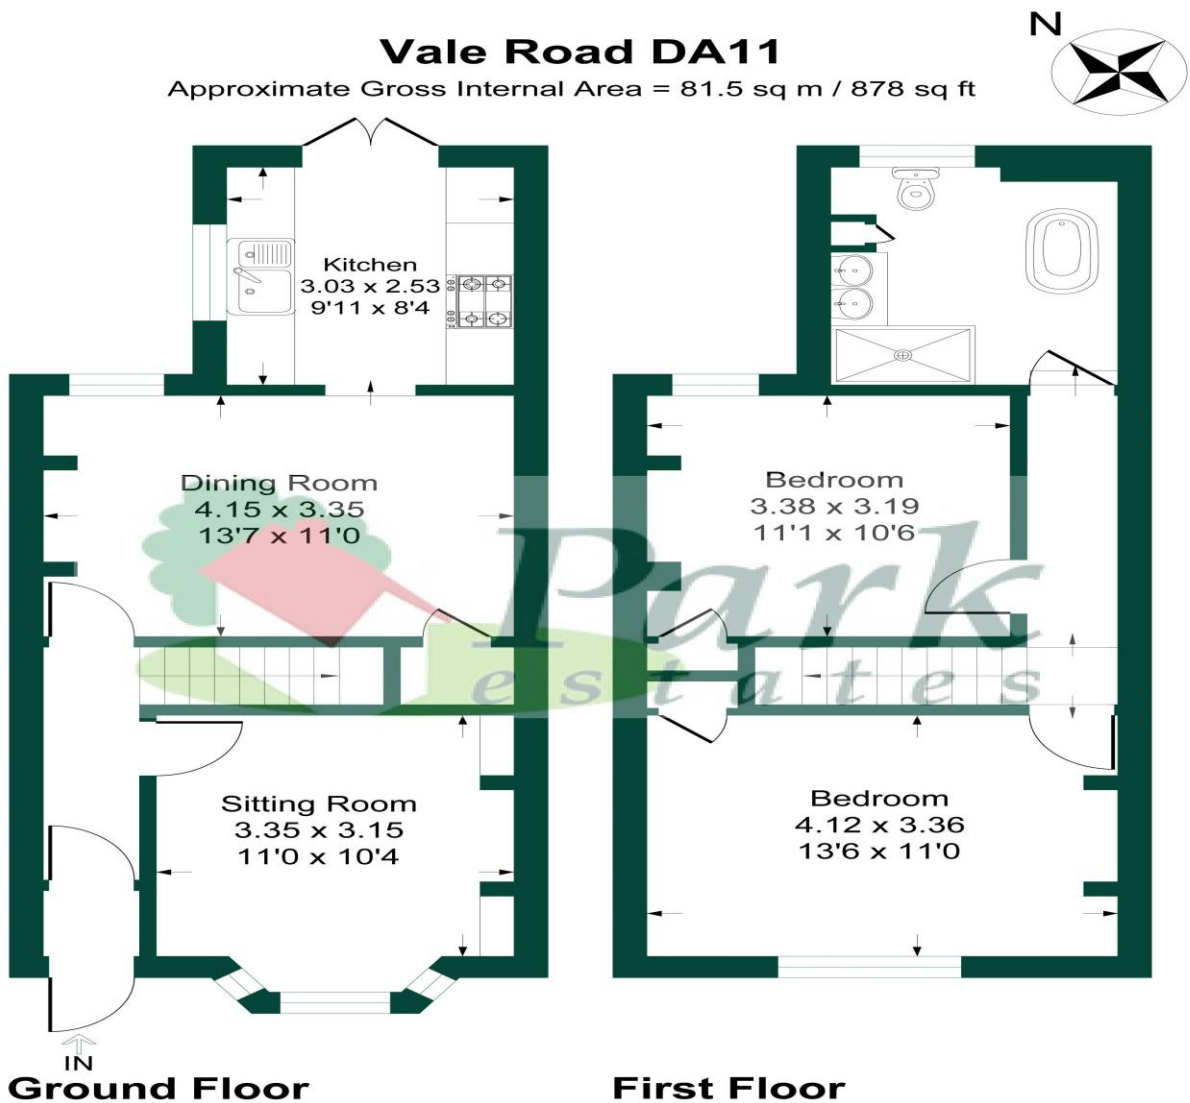 N
Vale Road DA11
Approximate Gross Internal Area = 81.5 sq m / 878 sq ft
Kitchen
3.03 x 2.53
9'11 x 8'4
Dining Room
4.15 x 3.35
13'7 x 11'0
Bedroom
3.38 x 3.19
11'1 x 10'6
Park
estates
Sitting Room
3.35 x 3.15
11'0 x 10'4
Bedroom
4.12 x 3.36
13'6 x 11'0
IN
Ground Floor
First Floor